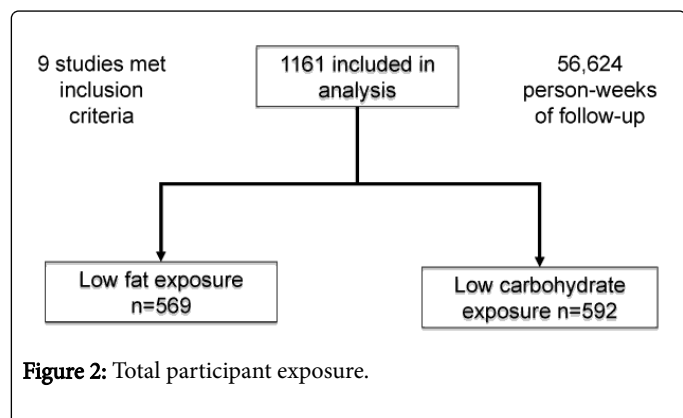 9 studies met
inclusion
criteria
1161 included in
analysis
56,624
person-weeks
of follow-up
Low fat exposure
n=569
Low carbohydrate
exposure n=592
Figure 2: Total participant exposure.